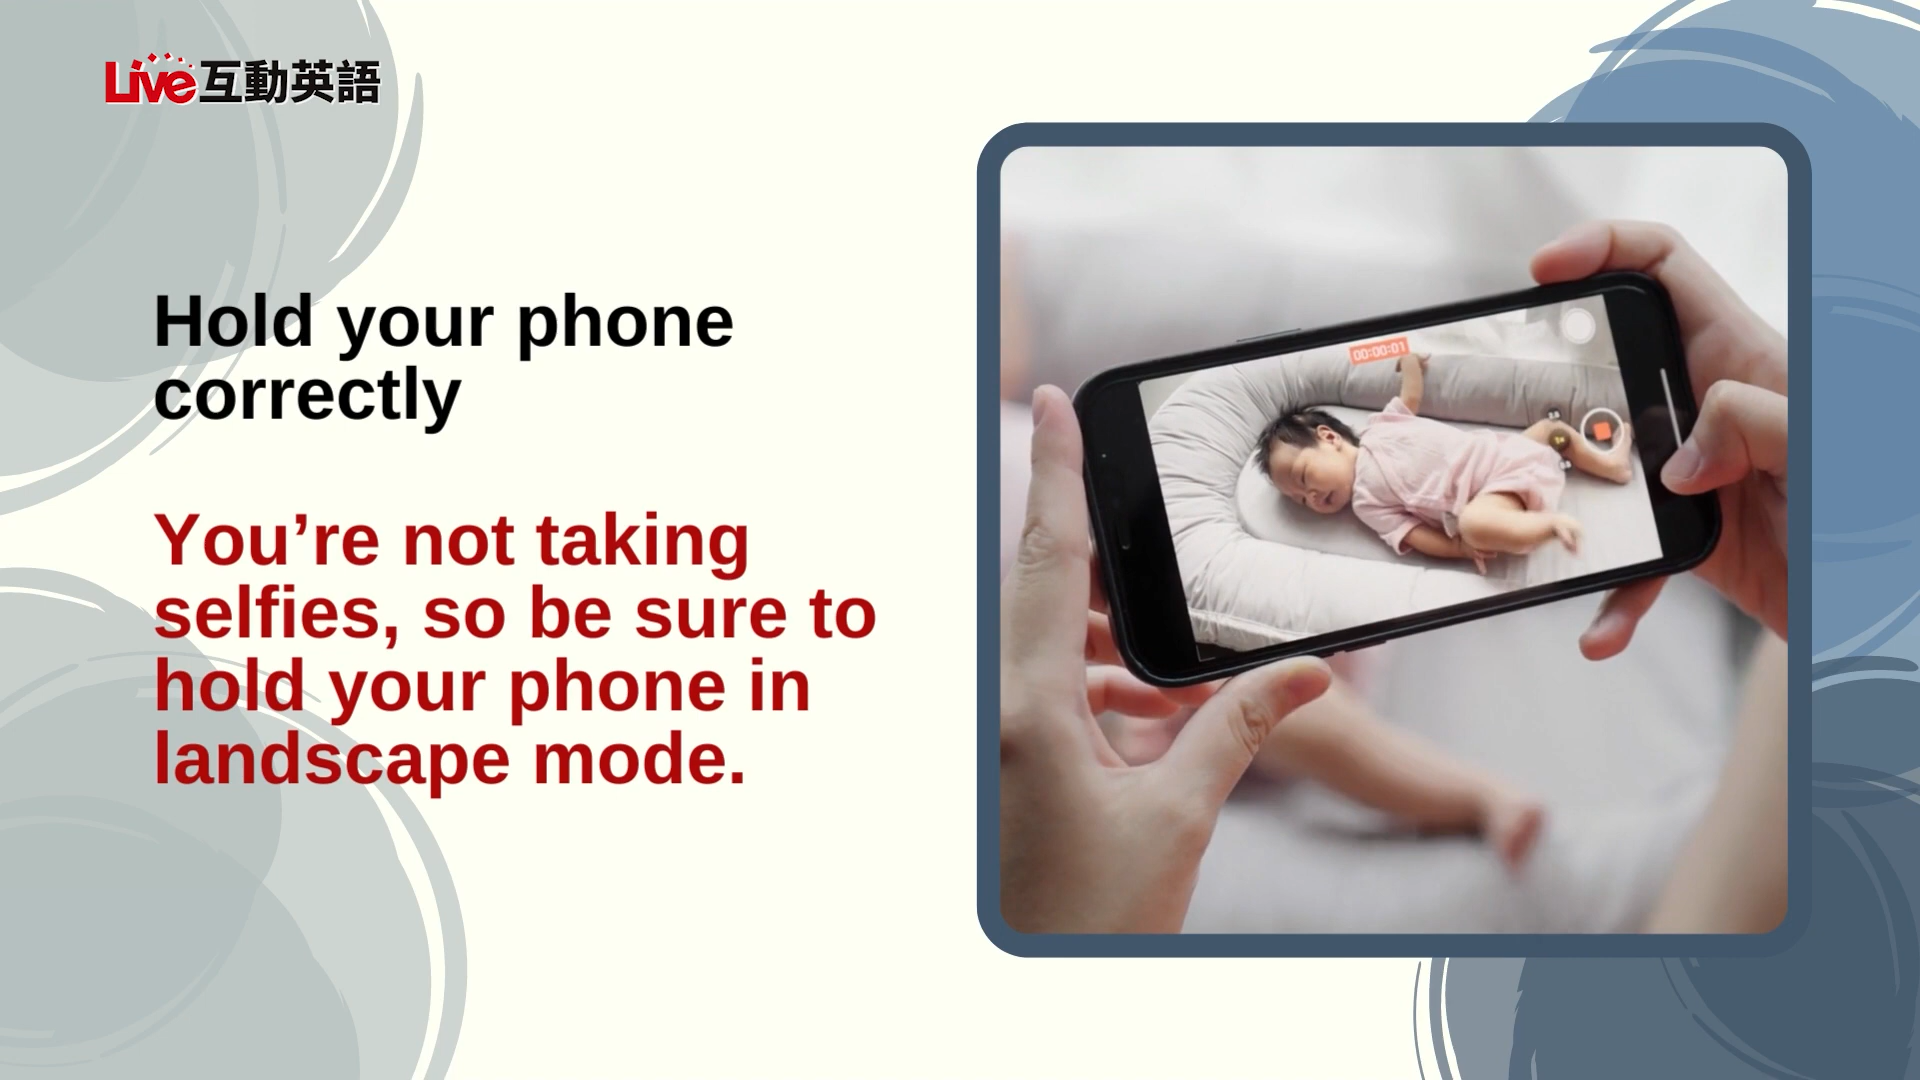 Live互動英語
Hold your phone
correctly
You’re not taking
selfies, so be sure to
hold your phone in
landscape mode.
00:00:01